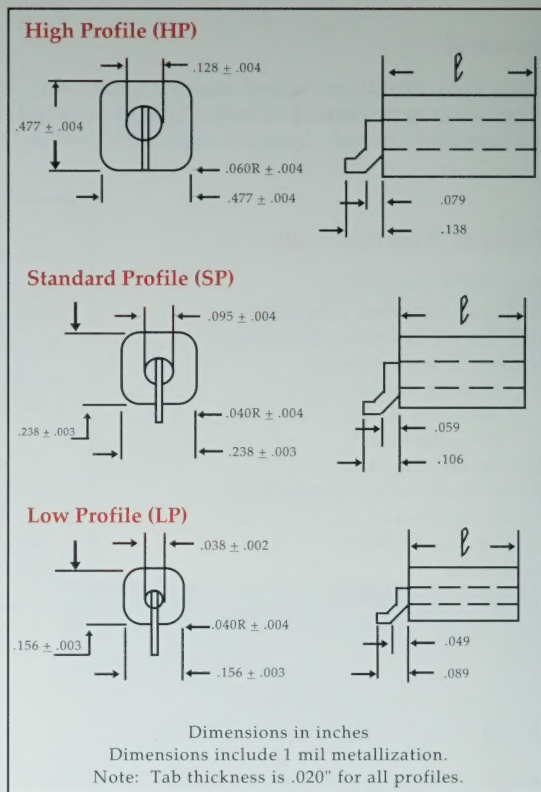 High Profile (HP)
.128 ± .004
ℓ
.477 ± .004
.060R ± .004
.477 ± .004
.079
.138
Standard Profile (SP)
.095 ± .004
ℓ
.040R ± .004
.238 ± .003
.238 ± .003
.059
.106
Low Profile (LP)
.038 ± .002
ℓ
.040R ± .004
.156 ± .003
.156 ± .003
.049
.089
Dimensions in inches
Dimensions include 1 mil metallization.
Note: Tab thickness is .020" for all profiles.